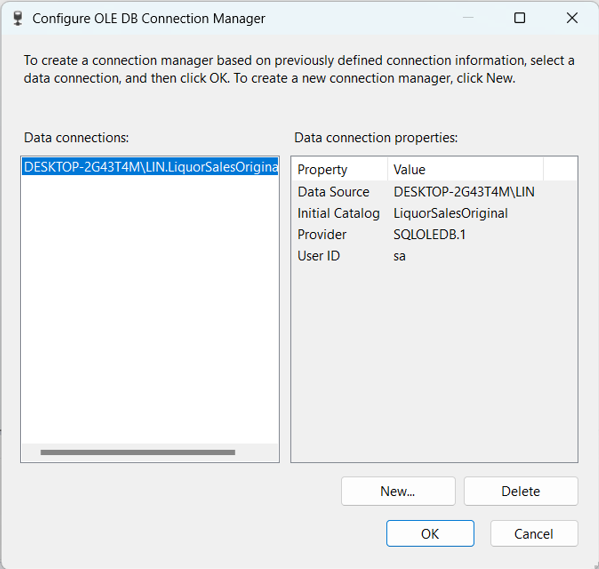 Configure OLE DB Connection Manager
To create a connection manager based on previously defined connection information, select a
data connection, and then click OK. To create a new connection manager, click New.
Data connections:
Data connection properties:
DESKTOP-2G43T4M\LIN.LiquorSalesOrigina
Property Value
Data Source DESKTOP-2G43T4M\LIN
Initial Catalog LiquorSalesOriginal
Provider SQLOLEDB.1
User ID sa
New... Delete
OK Cancel